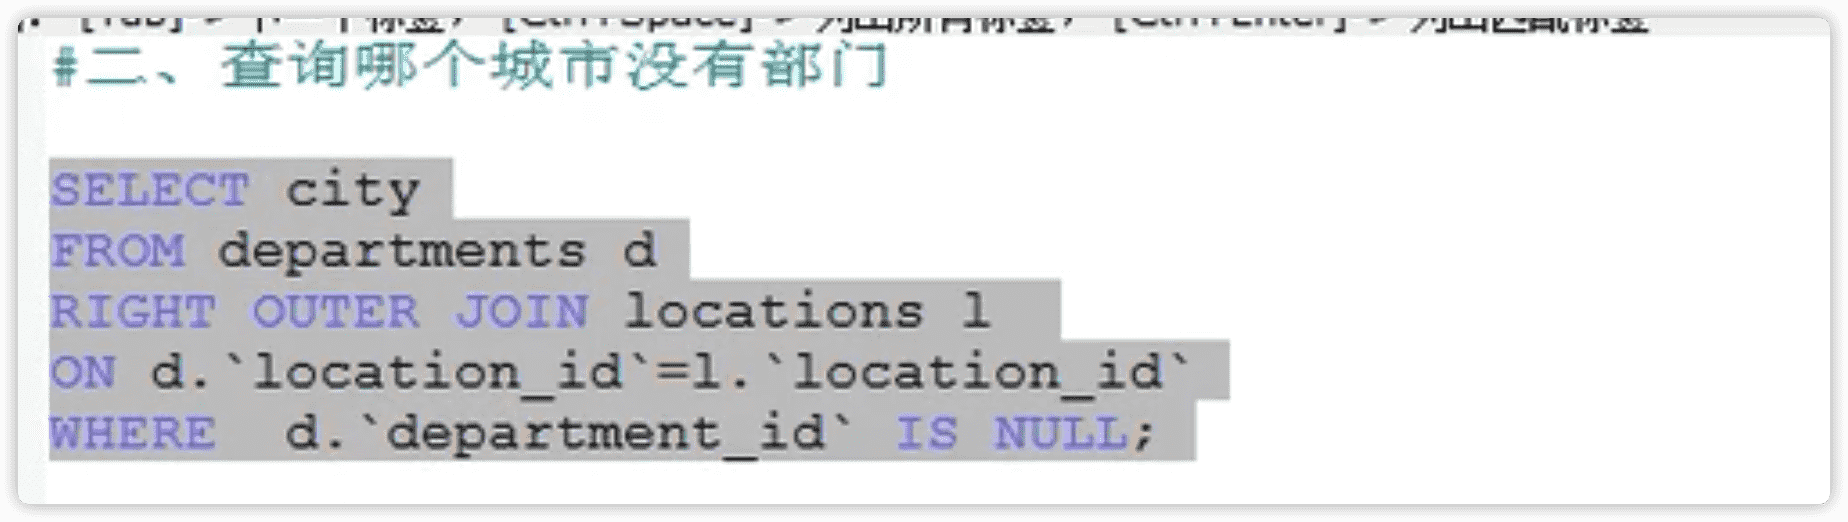 #二、查询哪个城市没有部门
SELECT city
FROM departments d
RIGHT OUTER JOIN locations l
ON d.`location_id`=l.`location_id`
WHERE  d.`department_id` IS NULL;